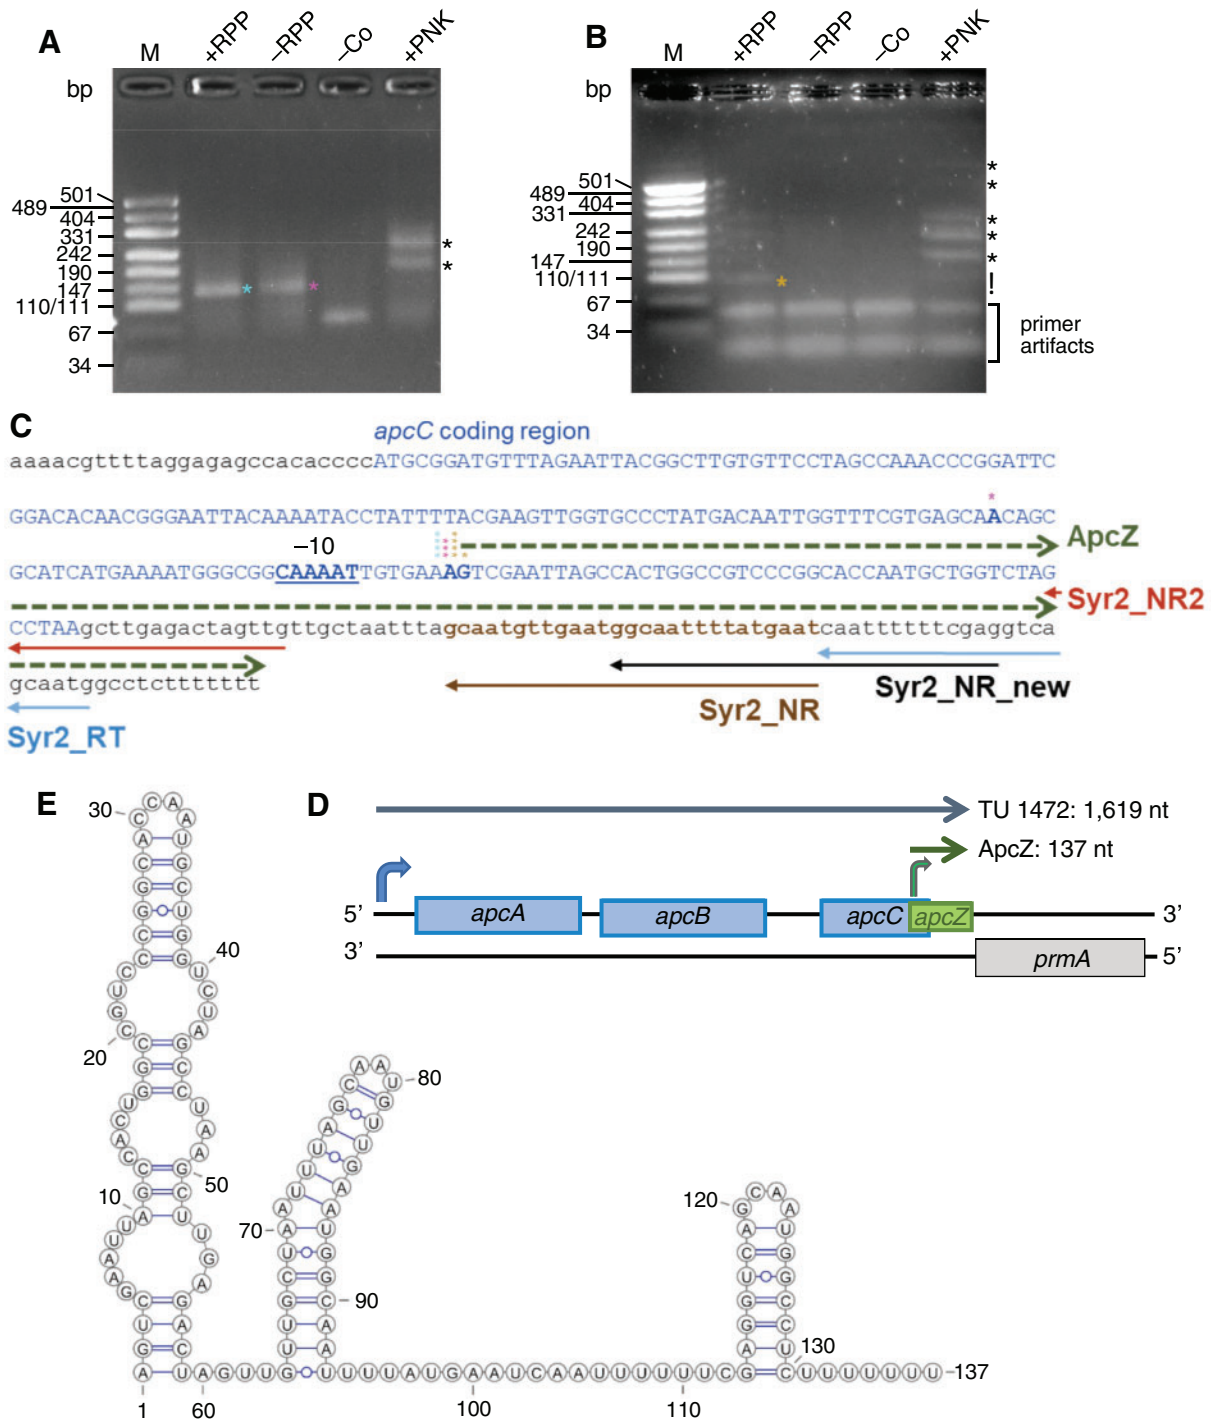 A
M
+RPP
–RPP
–Co
+PNK
bp
501
489
404
331
242
190
147
110/111
67
34
*
*
*
*
B
M
+RPP
–RPP
–Co
+PNK
bp
501
489
404
331
242
190
147
110/111
67
34
*
*
*
*
*
*
!
primer
artifacts
C
apcC coding region
aaaacgttttaggagagccacaccccATGCGGATGTTTAGAATTACGGCTTGTGTTCCTAGCCAAACCCGGATTC
*
GGACACAACGGGAATTACAAAATACCTATTTTACGAAGTTGGTGCCCTATGACAATTGGTTTCGTGAGCAACAGC
–10
ApcZ
GCATCATGAAAATGGGCGGCAAAATTGTGAAAGTCGAATTAGCCACTGGCCGTCCCGGCACCAATGCTGGTCTAG
Syr2_NR2
CCTAAgcttgagactagttgttgctaatttagcaatgttgaatggcaattttatgaatcaattttttcgaggtca
gcaatggcctcttttttt
Syr2_NR_new
Syr2_NR
Syr2_RT
E
30
40
20
10
50
1
60
70
80
90
100
110
120
130
137
AUAGUUGUUUUAUGAAUCAAUUUUUUCGCUUUUUUU
D
TU 1472: 1,619 nt
ApcZ: 137 nt
5’
apcA
apcB
apcC
apcZ
3’
3’
prmA
5’